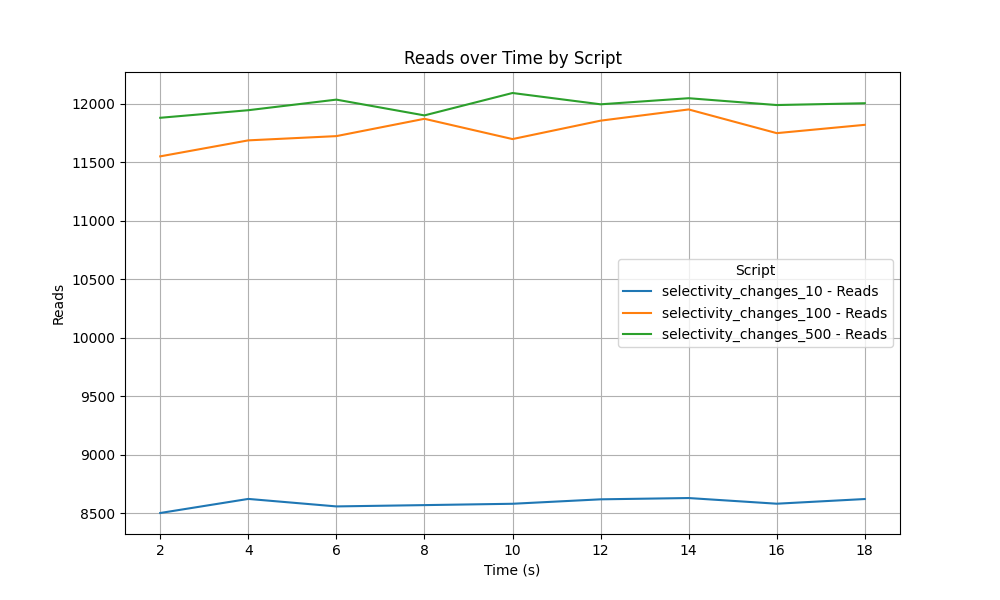 Reads over Time by Script
12000
11500
11000
10500
10000
9500
9000
8500
Reads
Script
selectivity_changes_10 - Reads
selectivity_changes_100 - Reads
selectivity_changes_500 - Reads
2 4 6 8 10 12 14 16 18
Time (s)